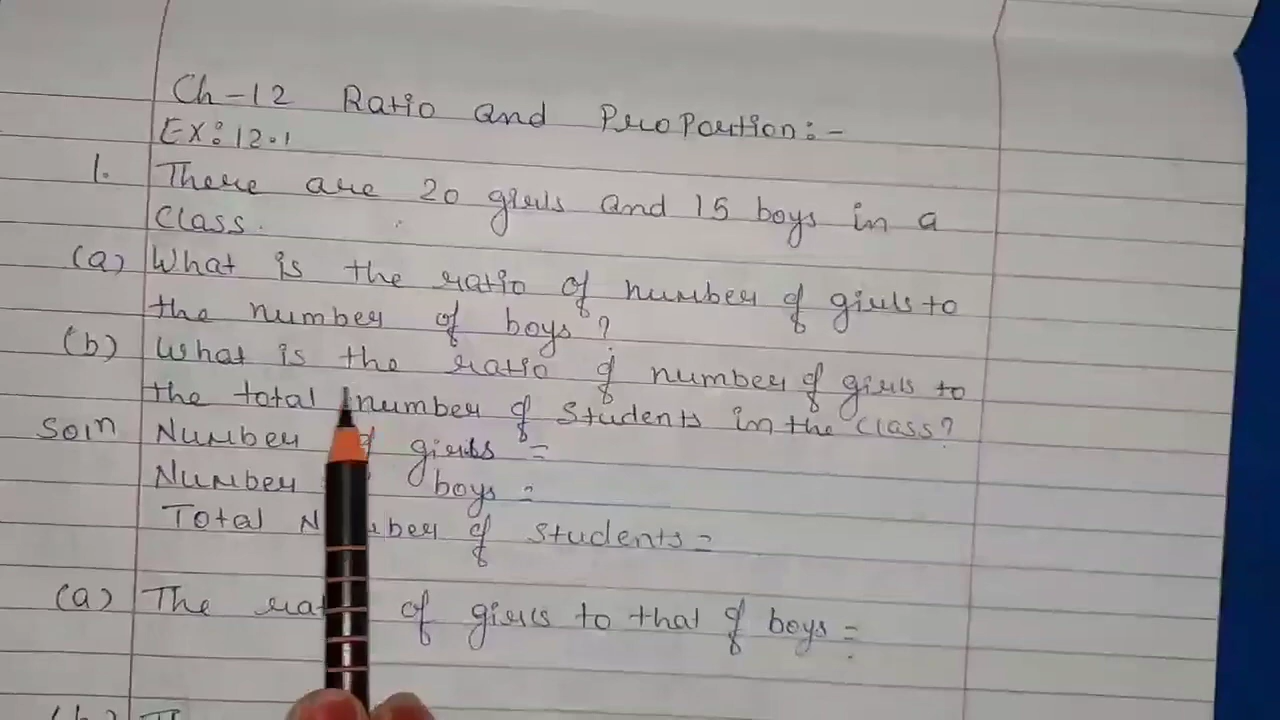 Ch-12 Ratio and Proportion:-
Ex: 12.1
1. There are 20 girls and 15 boys in a
Class.
(a) What is the ratio of number of girls to
the number of boys?
(b) What is the ratio of number of girls to
the total number of students in the class?
Soln Number of girls =
Number boys =
Total Number of students =
(a) The of girls to that of boys =